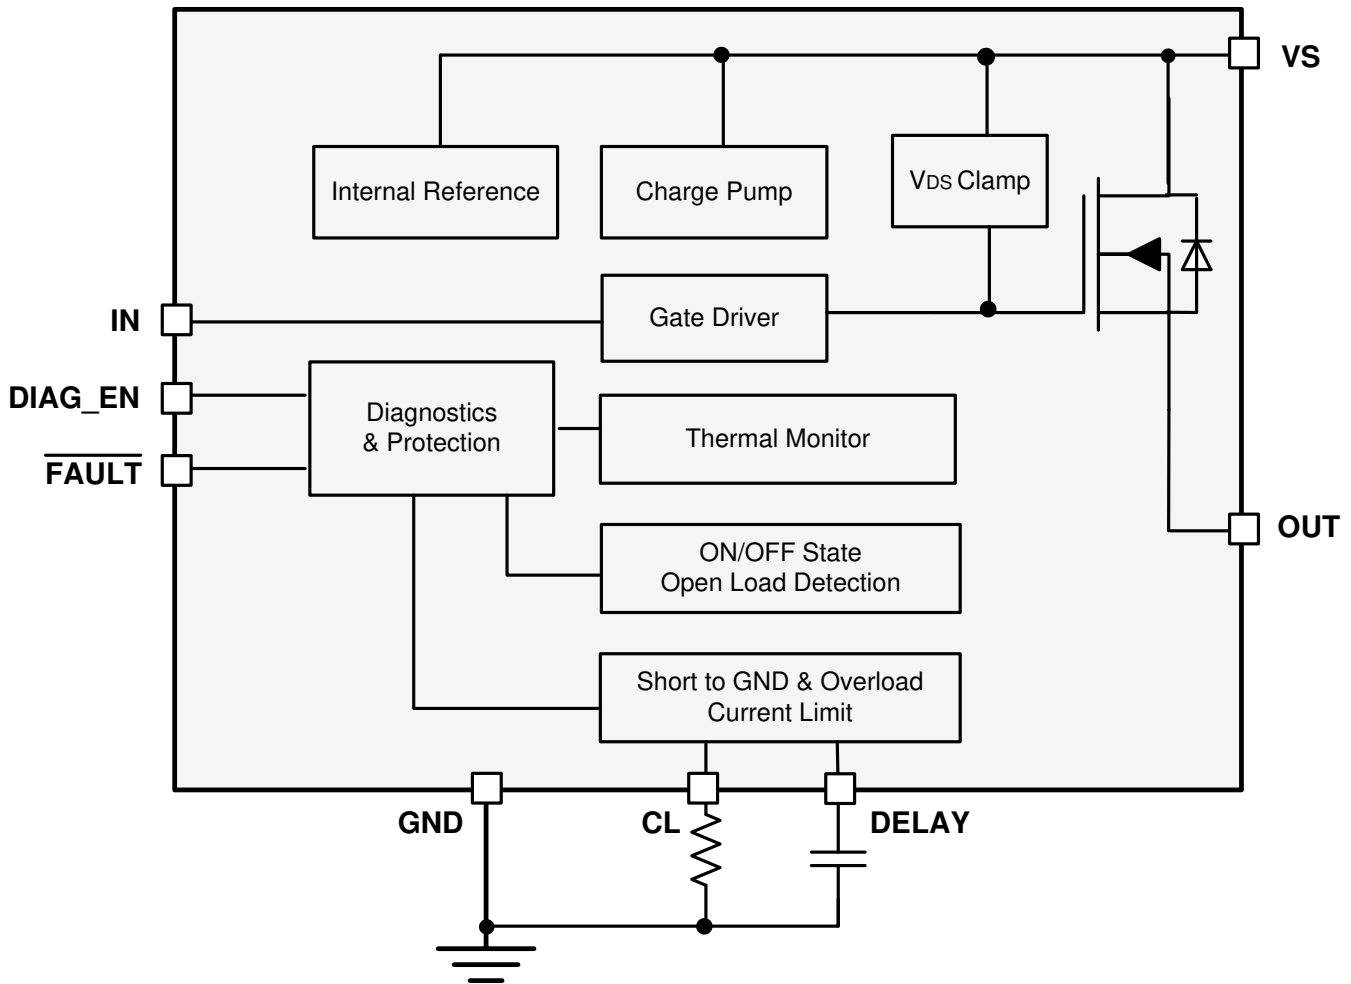 VS
Internal Reference
Charge Pump
VDS Clamp
IN
Gate Driver
DIAG_EN
Diagnostics
& Protection
Thermal Monitor
FAULT
OUT
ON/OFF State
Open Load Detection
Short to GND & Overload
Current Limit
GND
CL
DELAY